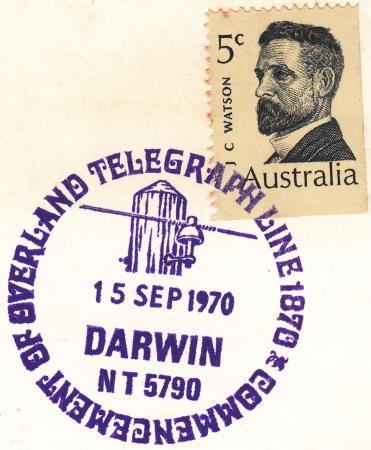 5c
J C WATSON
Australia
COMMENCEMENT OF OVERLAND TELEGRAPH LINE 1870
15 SEP 1970
DARWIN
NT 5790